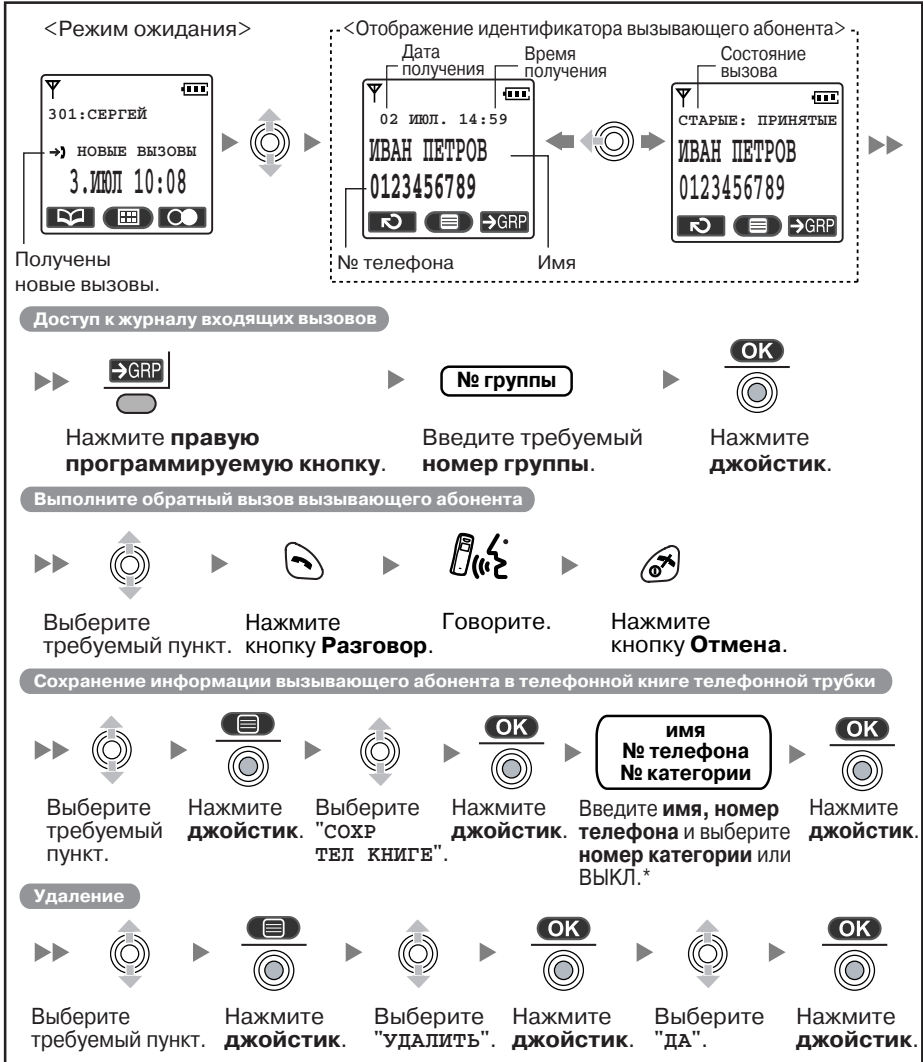 <Режим ожидания>
<Отображение идентификатора вызывающего абонента>
Дата
получения
Время
получения
Состояние
вызова
301:СЕРГЕЙ
НОВЫЕ ВЫЗОВЫ
3.ИЮЛ 10:08
02 ИЮЛ. 14:59
ИВАН ПЕТРОВ
0123456789
→GRP
СТАРЫЕ: ПРИНЯТЫЕ
ИВАН ПЕТРОВ
0123456789
→GRP
Получены
новые вызовы.
№ телефона
Имя
Доступ к журналу входящих вызовов
→GRP
№ группы
OK
Нажмите правую
программируемую кнопку.
Введите требуемый
номер группы.
Нажмите
джойстик.
Выполните обратный вызов вызывающего абонента
Выберите
требуемый пункт.
Нажмите
кнопку Разговор.
Говорите.
Нажмите
кнопку Отмена.
Сохранение информации вызывающего абонента в телефонной книге телефонной трубки
OK
имя
№ телефона
№ категории
OK
Выберите
требуемый
пункт.
Нажмите
джойстик.
Выберите
"СОХР
ТЕЛ КНИГЕ".
Нажмите
джойстик.
Введите имя, номер
телефона и выберите
номер категории или
ВЫКЛ.*
Нажмите
джойстик.
Удаление
OK
OK
Выберите
требуемый пункт.
Нажмите
джойстик.
Выберите
"УДАЛИТЬ".
Нажмите
джойстик.
Выберите
"ДА".
Нажмите
джойстик.